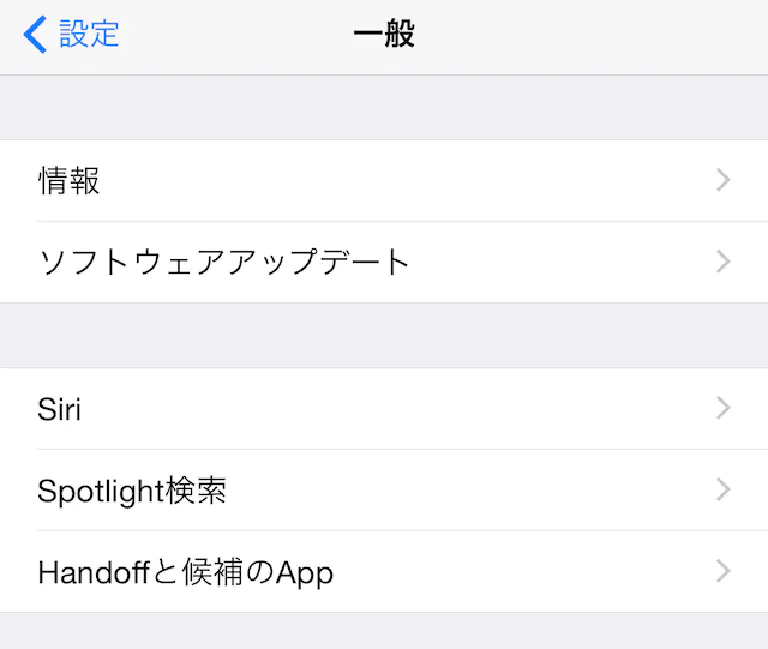 設定
一般
情報
ソフトウェアアップデート
Siri
Spotlight検索
Handoffと候補のApp